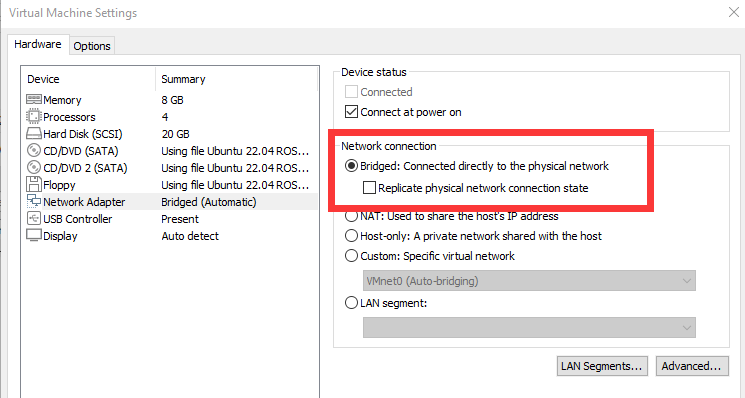 Virtual Machine Settings
Hardware
Options
Device Summary
Memory 8 GB
Processors 4
Hard Disk (SCSI) 20 GB
CD/DVD (SATA) Using file Ubuntu 22.04 ROS...
CD/DVD 2 (SATA) Using file Ubuntu 22.04 ROS...
Floppy Using file Ubuntu 22.04 ROS...
Network Adapter Bridged (Automatic)
USB Controller Present
Display Auto detect
Device status
Connected
Connect at power on
Network connection
Bridged: Connected directly to the physical network
Replicate physical network connection state
NAT: Used to share the host's IP address
Host-only: A private network shared with the host
Custom: Specific virtual network
VMnet0 (Auto-bridging)
LAN segment:
LAN Segments... Advanced...